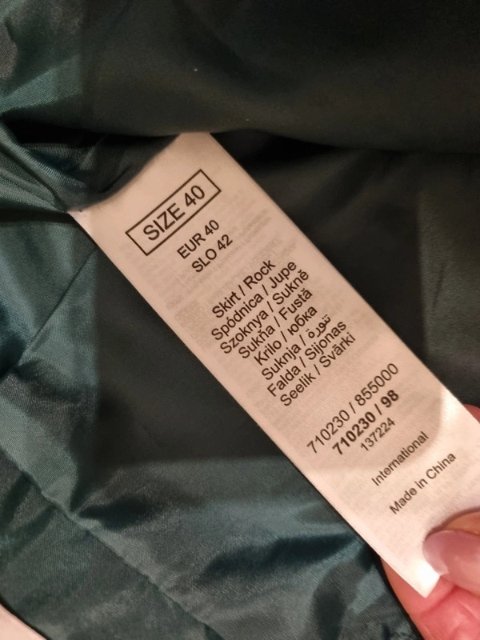 SIZE 40
EUR 40
SLO 42
Skirt / Rock
Spódnica / Jupe
Szoknya / Sukně
Sukňa / Fustă
Krilo / юбка
Suknja / تنورة
Falda / Sijonas
Seelik / Svārki
710230 / 855000
710230 / 98
137224
International
Made in China